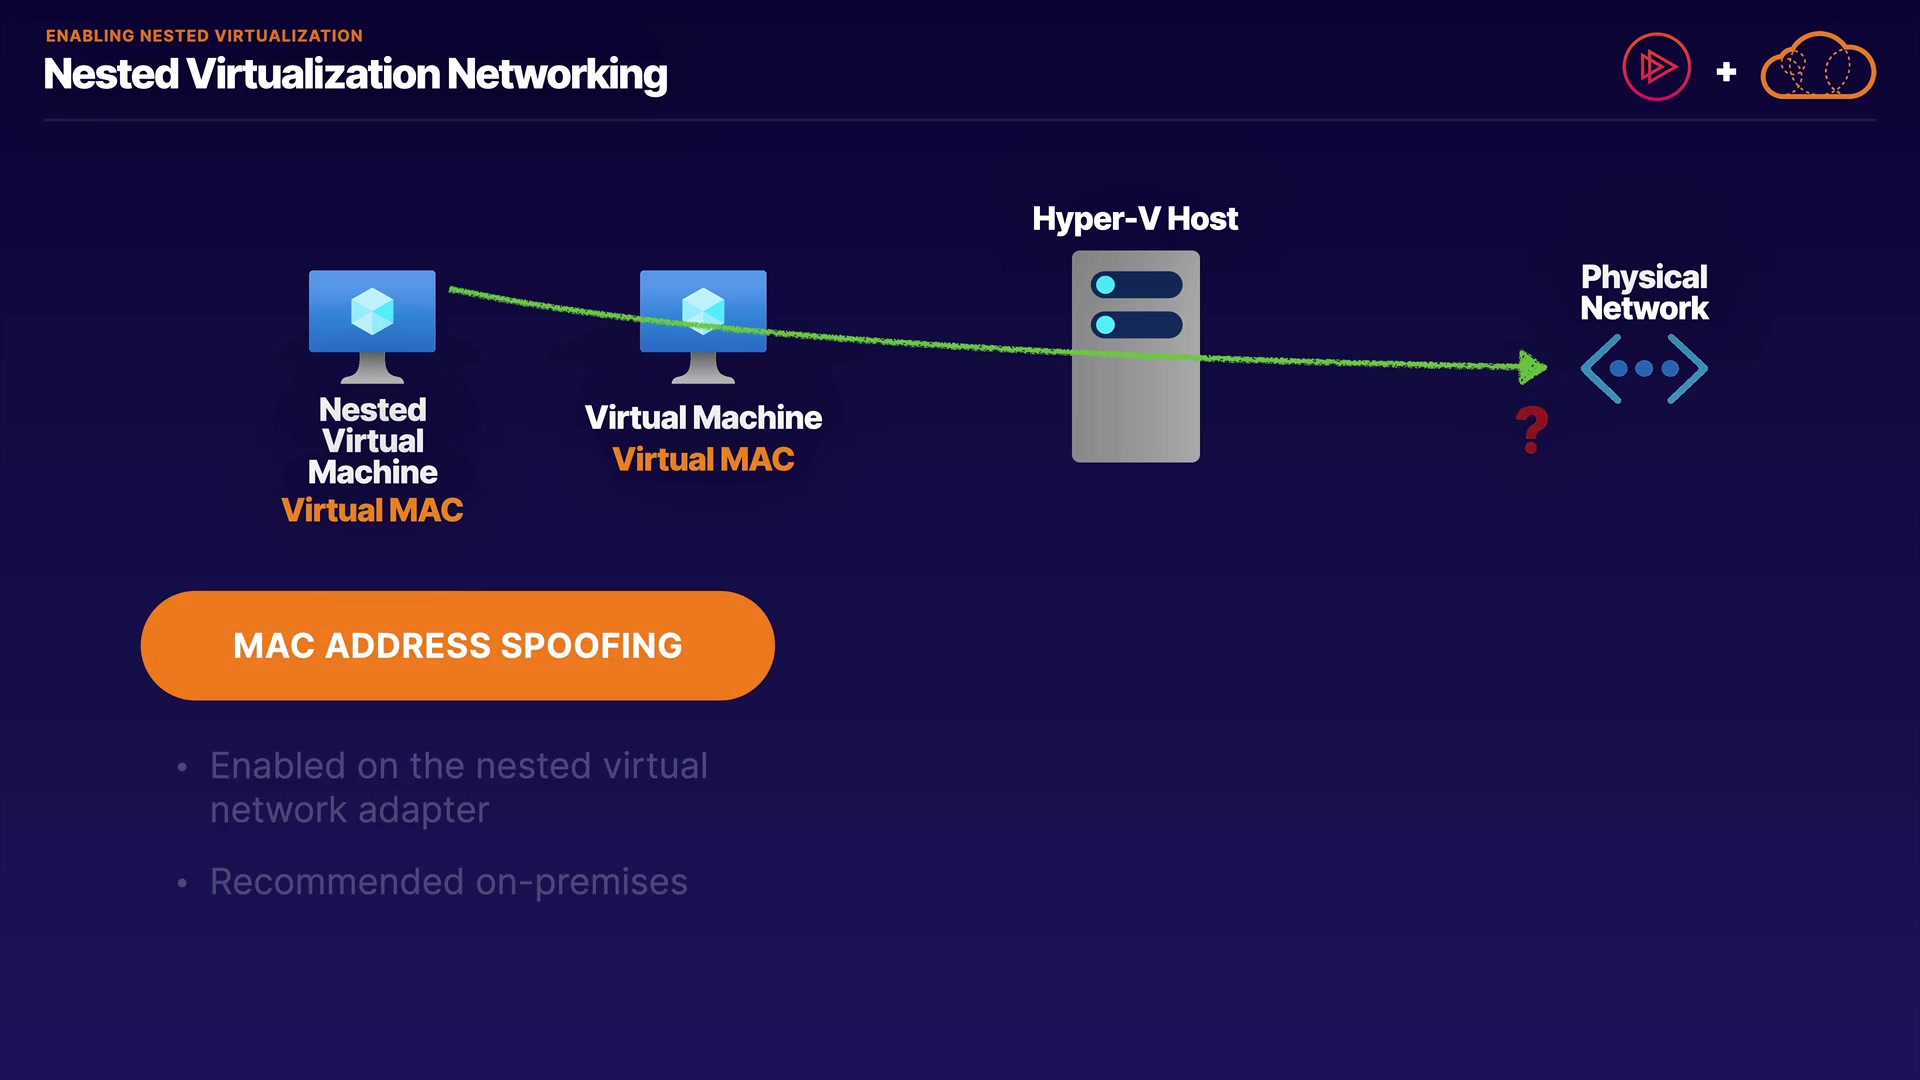 ENABLING NESTED VIRTUALIZATION
Nested Virtualization Networking
+
Hyper-V Host
Physical
Network
Nested
Virtual
Machine
Virtual MAC
Virtual Machine
Virtual MAC
?
MAC ADDRESS SPOOFING
• Enabled on the nested virtual
network adapter
• Recommended on-premises